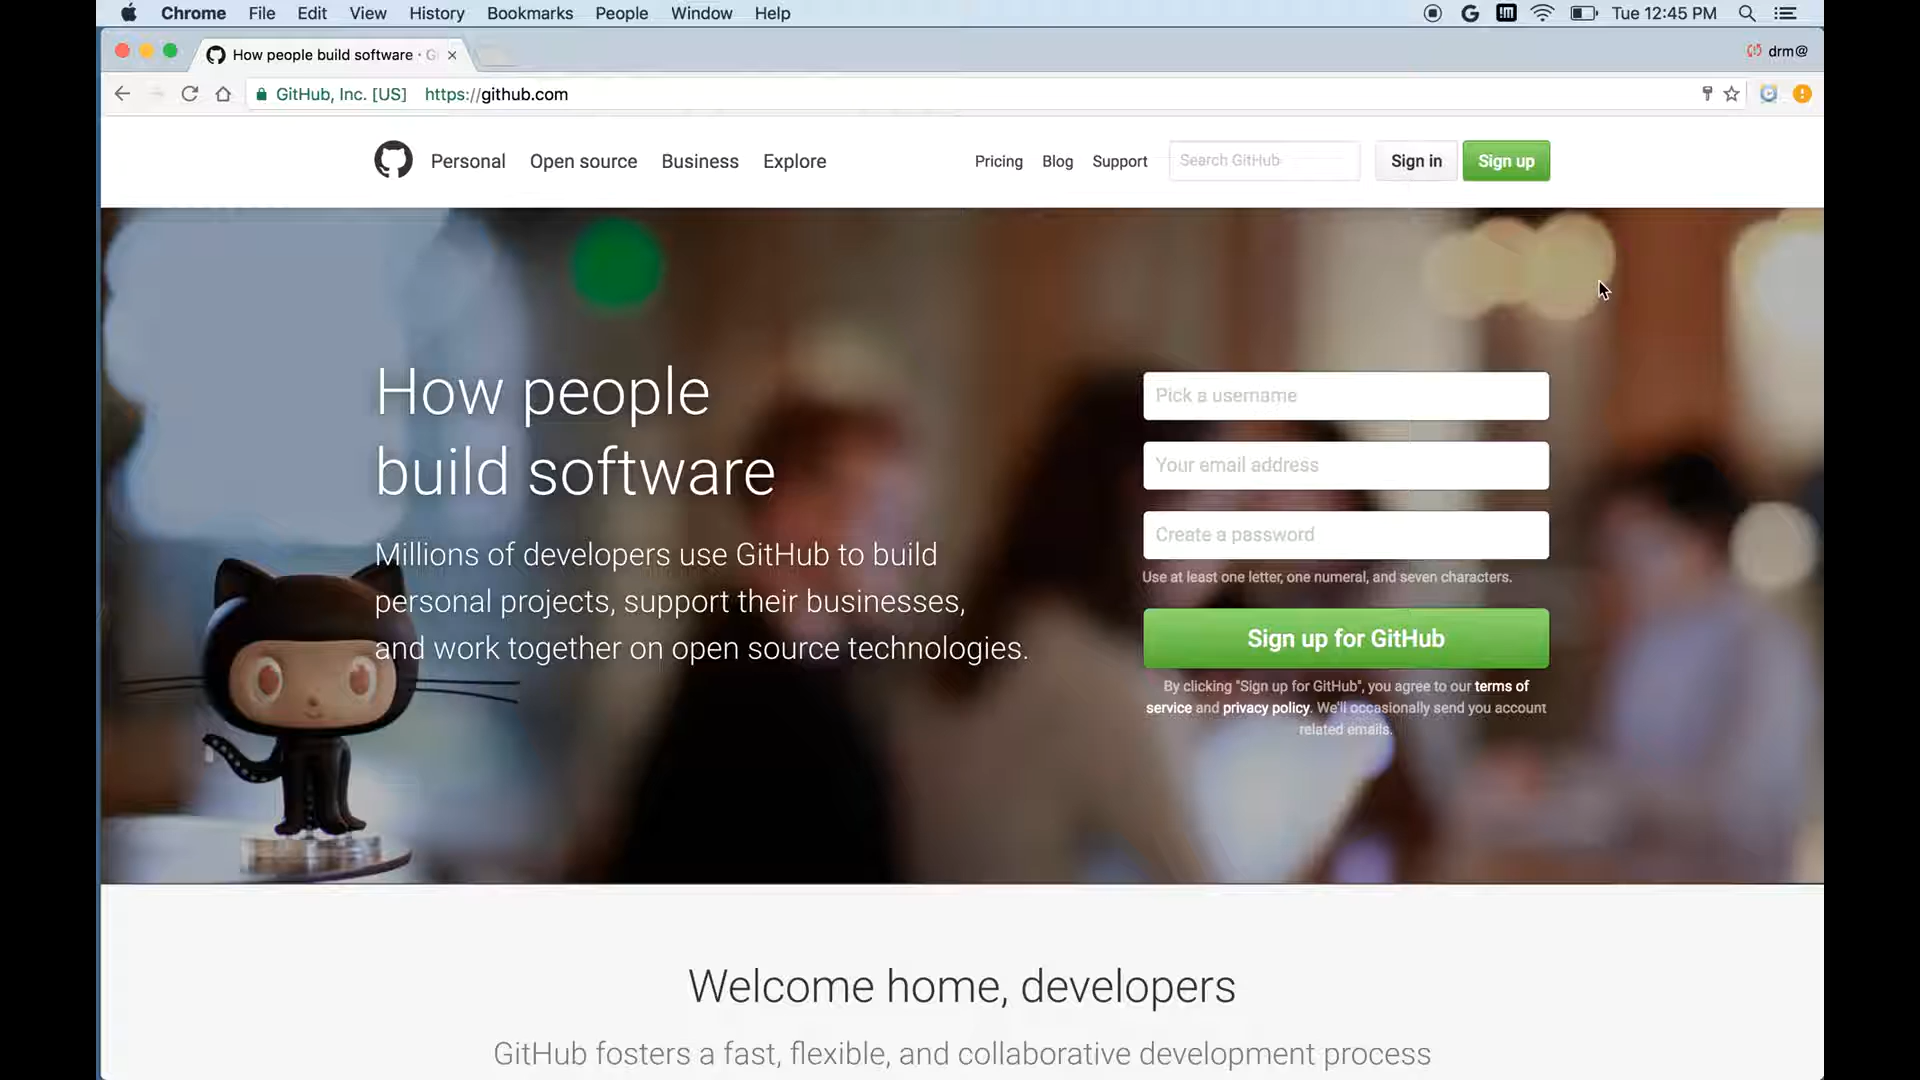 Chrome File Edit View History Bookmarks People Window Help Tue 12:45 PM
How people build software · G
drm@
GitHub, Inc. [US] https://github.com
Personal Open source Business Explore Pricing Blog Support Search GitHub Sign in Sign up
How people
build software
Millions of developers use GitHub to build
personal projects, support their businesses,
and work together on open source technologies.
Pick a username
Your email address
Create a password
Use at least one letter, one numeral, and seven characters.
Sign up for GitHub
By clicking "Sign up for GitHub", you agree to our terms of
service and privacy policy. We'll occasionally send you account
related emails.
Welcome home, developers
GitHub fosters a fast, flexible, and collaborative development process